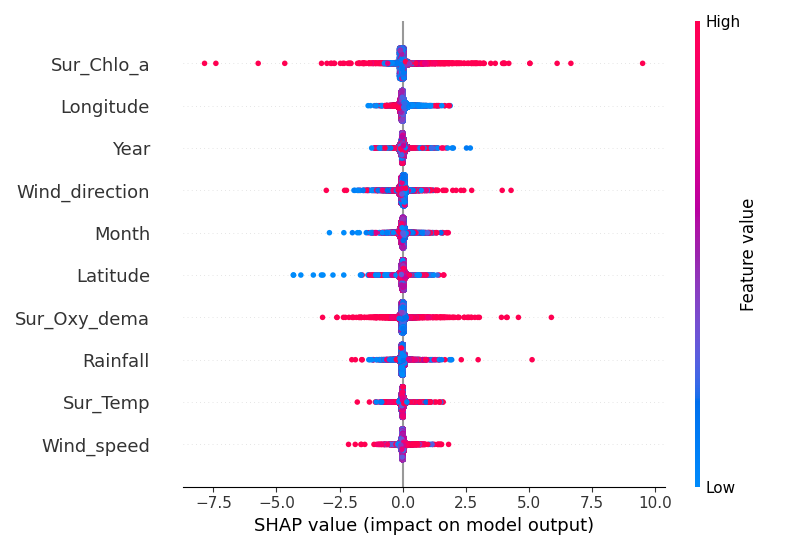 High
Sur_Chlo_a
Longitude
Year
Wind_direction
Month
Latitude
Sur_Oxy_dema
Rainfall
Sur_Temp
Wind_speed
Feature value
Low
−7.5 −5.0 −2.5 0.0 2.5 5.0 7.5 10.0
SHAP value (impact on model output)